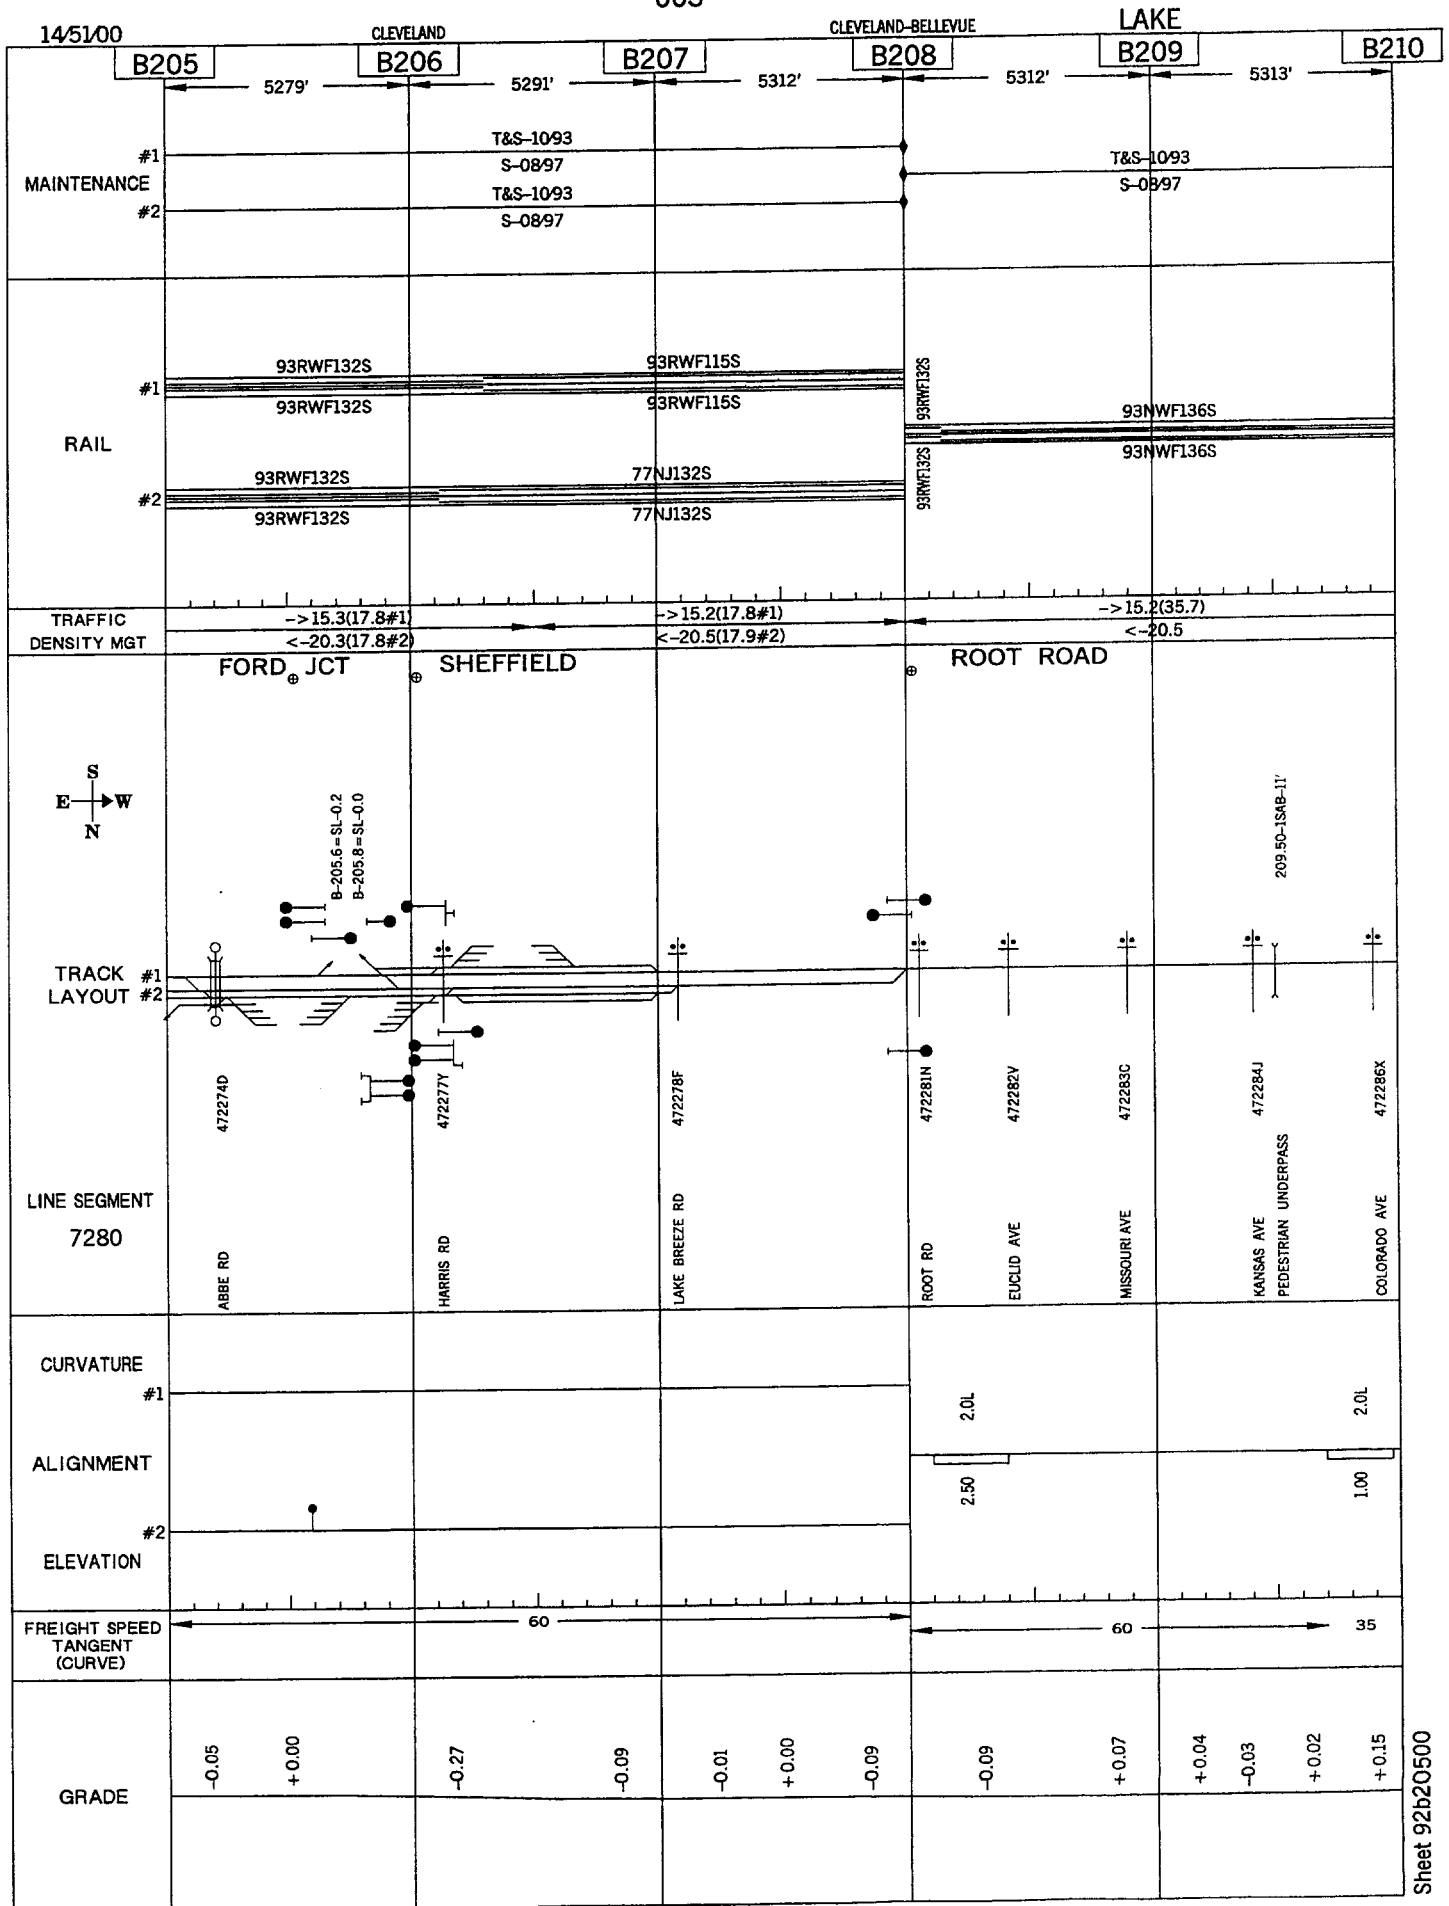 14/51/00 CLEVELAND CLEVELAND-BELLEVUE LAKE
B205 B206 B207 B208 B209 B210
5279' 5291' 5312' 5312' 5313'
MAINTENANCE
#1 T&S-10/93
S-08/97
#2 T&S-10/93
S-08/97
T&S-10/93
S-08/97
RAIL
#1 93RWF132S 93RWF115S
93RWF132S 93RWF115S
93RWF132S
93RWF132S
93NWF136S
93NWF136S
#2 93RWF132S 77NJ132S
93RWF132S 77NJ132S
TRAFFIC ->15.3(17.8#1) ->15.2(17.8#1) ->15.2(35.7)
DENSITY MGT <-20.3(17.8#2) <-20.5(17.9#2) <-20.5
FORD JCT SHEFFIELD ROOT ROAD
S
E W
N
B-205.6=SL-0.2
B-205.8=SL-0.0
209.50-1SAB-11'
TRACK #1
LAYOUT #2
472274D
472277Y
472278F
472281N
472282V
472283C
472284J
472286X
LINE SEGMENT
7280
ABBE RD
HARRIS RD
LAKE BREEZE RD
ROOT RD
EUCLID AVE
MISSOURI AVE
KANSAS AVE
PEDESTRIAN UNDERPASS
COLORADO AVE
CURVATURE
#1
2.0L
2.0L
ALIGNMENT
2.50
1.00
#2
ELEVATION
FREIGHT SPEED
TANGENT
(CURVE)
60 60 35
GRADE
-0.05
+0.00
-0.27
-0.09
-0.01
+0.00
-0.09
-0.09
+0.07
+0.04
-0.03
+0.02
+0.15
Sheet 92b20500